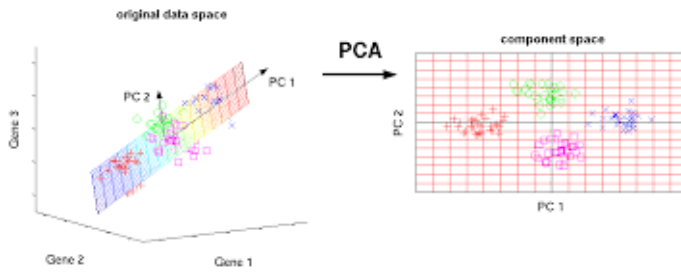 original data space
PCA
component space
PC 1
PC 2
Gene 3
Gene 2
Gene 1
PC 2
PC 1